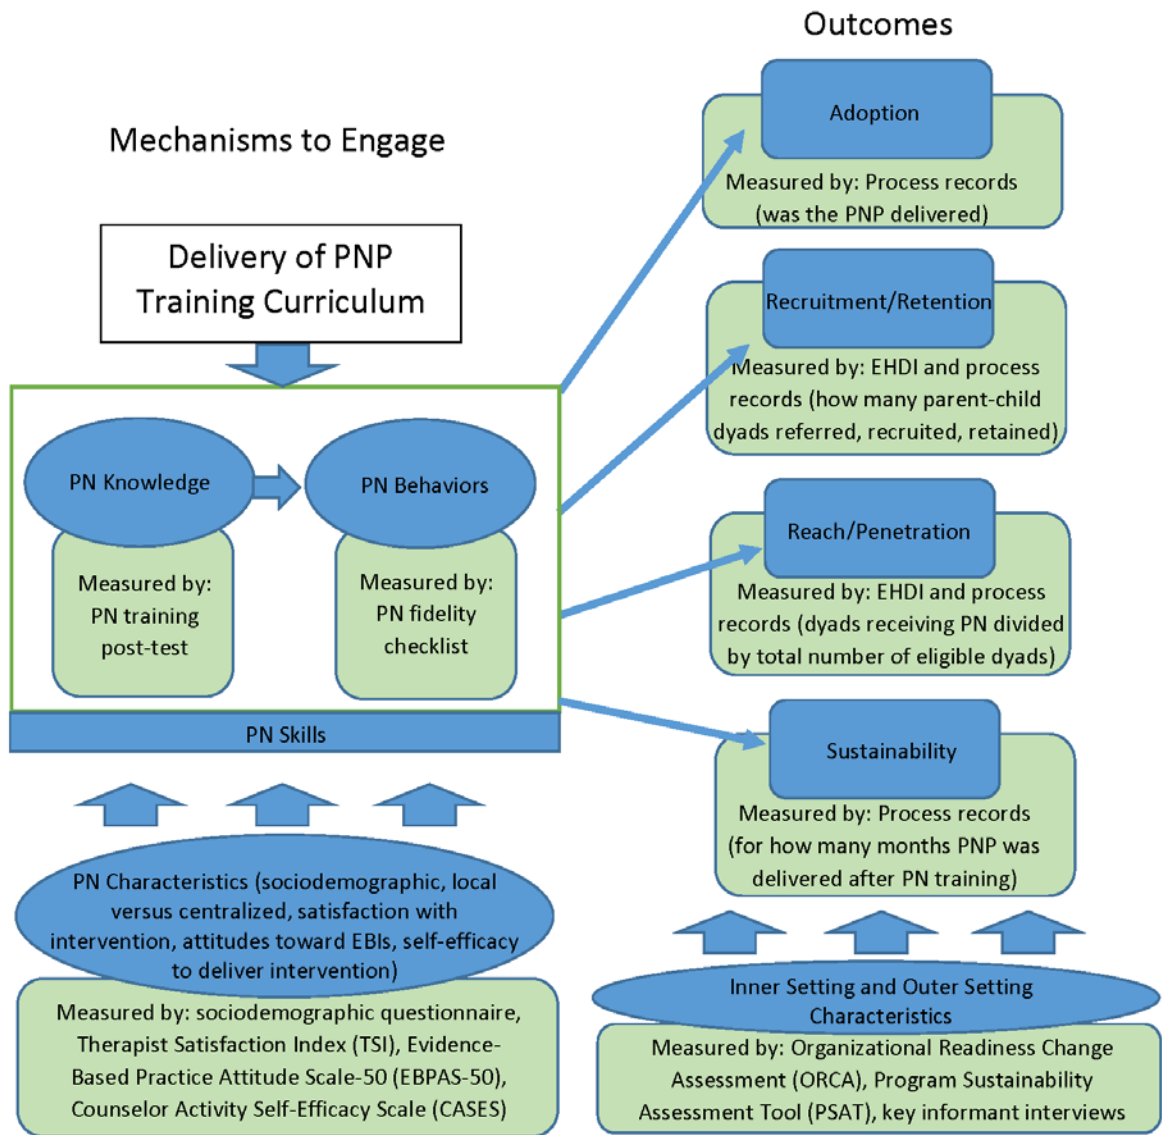 Outcomes
Mechanisms to Engage
Delivery of PNP
Training Curriculum
PN Knowledge
Measured by:
PN training
post-test
PN Behaviors
Measured by:
PN fidelity
checklist
PN Skills
PN Characteristics (sociodemographic, local
versus centralized, satisfaction with
intervention, attitudes toward EBIs, self-efficacy
to deliver intervention)
Measured by: sociodemographic questionnaire,
Therapist Satisfaction Index (TSI), Evidence-
Based Practice Attitude Scale-50 (EBPAS-50),
Counselor Activity Self-Efficacy Scale (CASES)
Adoption
Measured by: Process records
(was the PNP delivered)
Recruitment/Retention
Measured by: EHDI and process
records (how many parent-child
dyads referred, recruited, retained)
Reach/Penetration
Measured by: EHDI and process
records (dyads receiving PN divided
by total number of eligible dyads)
Sustainability
Measured by: Process records
(for how many months PNP was
delivered after PN training)
Inner Setting and Outer Setting
Characteristics
Measured by: Organizational Readiness Change
Assessment (ORCA), Program Sustainability
Assessment Tool (PSAT), key informant interviews